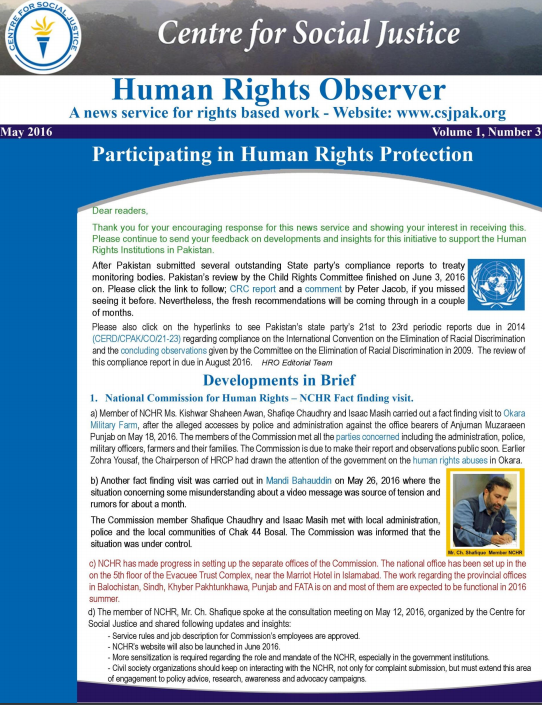 CENTRE FOR SOCIAL JUSTICE
Centre for Social Justice
Human Rights Observer
A news service for rights based work - Website: www.csjpak.org
May 2016
Volume 1, Number 3
Participating in Human Rights Protection
Dear readers,
Thank you for your encouraging response for this news service and showing your interest in receiving this.
Please continue to send your feedback on developments and insights for this initiative to support the Human
Rights Institutions in Pakistan.
After Pakistan submitted several outstanding State party's compliance reports to treaty
monitoring bodies. Pakistan's review by the Child Rights Committee finished on June 3, 2016
on. Please click the link to follow; CRC report and a comment by Peter Jacob, if you missed
seeing it before. Nevertheless, the fresh recommendations will be coming through in a couple
of months.
Please also click on the hyperlinks to see Pakistan's state party's 21st to 23rd periodic reports due in 2014
(CERD/CPAK/CO/21-23) regarding compliance on the International Convention on the Elimination of Racial Discrimination
and the concluding observations given by the Committee on the Elimination of Racial Discrimination in 2009. The review of
this compliance report in due in August 2016. HRO Editorial Team
Developments in Brief
1. National Commission for Human Rights – NCHR Fact finding visit.
a) Member of NCHR Ms. Kishwar Shaheen Awan, Shafiqe Chaudhry and Isaac Masih carried out a fact finding visit to Okara
Military Farm, after the alleged accesses by police and administration against the office bearers of Anjuman Muzaraeen
Punjab on May 18, 2016. The members of the Commission met all the parties concerned including the administration, police,
military officers, farmers and their families. The Commission is due to make their report and observations public soon. Earlier
Zohra Yousaf, the Chairperson of HRCP had drawn the attention of the government on the human rights abuses in Okara.
b) Another fact finding visit was carried out in Mandi Bahauddin on May 26, 2016 where the
situation concerning some misunderstanding about a video message was source of tension and
rumors for about a month.
The Commission member Shafique Chaudhry and Isaac Masih met with local administration,
police and the local communities of Chak 44 Bosal. The Commission was informed that the
situation was under control.
Mr. Ch. Shafique Member NCHR
c) NCHR has made progress in setting up the separate offices of the Commission. The national office has been set up in the
on the 5th floor of the Evacuee Trust Complex, near the Marriot Hotel in Islamabad. The work regarding the provincial offices
in Balochistan, Sindh, Khyber Pakhtunkhawa, Punjab and FATA is on and most of them are expected to be functional in 2016
summer.
d) The member of NCHR, Mr. Ch. Shafique spoke at the consultation meeting on May 12, 2016, organized by the Centre for
Social Justice and shared following updates and insights:
- Service rules and job description for Commission's employees are approved.
- NCHR's website will also be launched in June 2016.
- More sensitization is required regarding the role and mandate of the NCHR, especially in the government institutions.
- Civil society organizations should keep on interacting with the NCHR, not only for complaint submission, but must extend this area
of engagement to policy advice, research, awareness and advocacy campaigns.